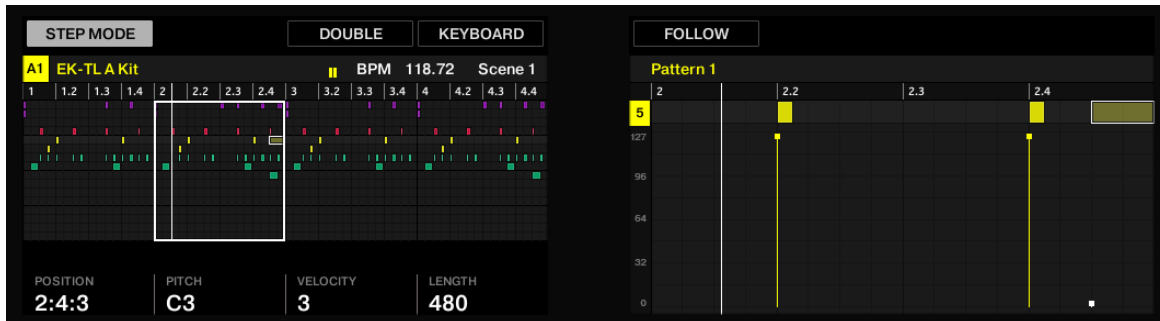 STEP MODE DOUBLE KEYBOARD
A1 EK-TL A Kit BPM 118.72 Scene 1
1 1.2 1.3 1.4 2 2.2 2.3 2.4 3 3.2 3.3 3.4 4 4.2 4.3 4.4
POSITION PITCH VELOCITY LENGTH
2:4:3 C3 3 480
FOLLOW
Pattern 1
2 2.2 2.3 2.4
5
127
96
64
32
0